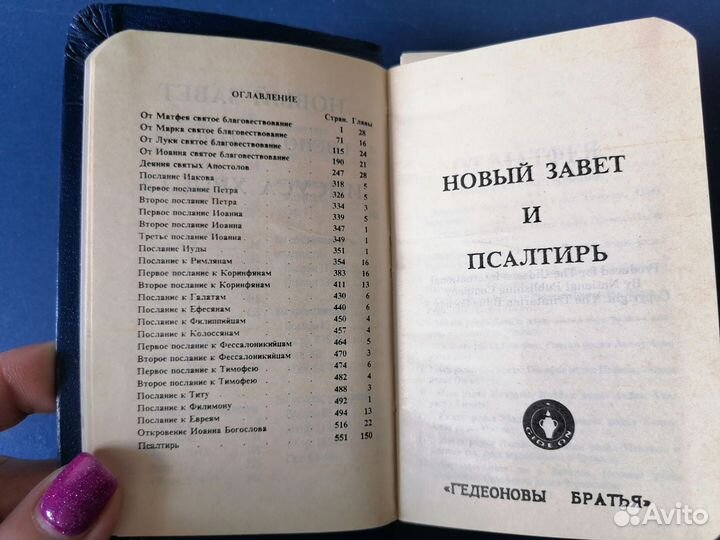 ОГЛАВЛЕНИЕ
Стран. Главы
От Матфея святое благовествование 1 28
От Марка святое благовествование 71 16
От Луки святое благовествование 115 24
От Иоанна святое благовествование 190 21
Деяния святых Апостолов 247 28
Послание Иакова 318 5
Первое послание Петра 326 5
Второе послание Петра 334 3
Первое послание Иоанна 339 5
Второе послание Иоанна 347 1
Третье послание Иоанна 349 1
Послание Иуды 351 1
Послание к Римлянам 354 16
Первое послание к Коринфянам 383 16
Второе послание к Коринфянам 411 13
Послание к Галатам 430 6
Послание к Ефесянам 440 6
Послание к Филиппийцам 450 4
Послание к Колоссянам 457 4
Первое послание к Фессалоникийцам 464 5
Второе послание к Фессалоникийцам 470 3
Первое послание к Тимофею 474 6
Второе послание к Тимофею 482 4
Послание к Титу 488 3
Послание к Филимону 492 1
Послание к Евреям 494 13
Откровение Иоанна Богослова 516 22
Псалтирь 551 150
НОВЫЙ ЗАВЕТ
И
ПСАЛТИРЬ
GIDEON
«ГЕДЕОНОВЫ БРАТЬЯ»
Avito